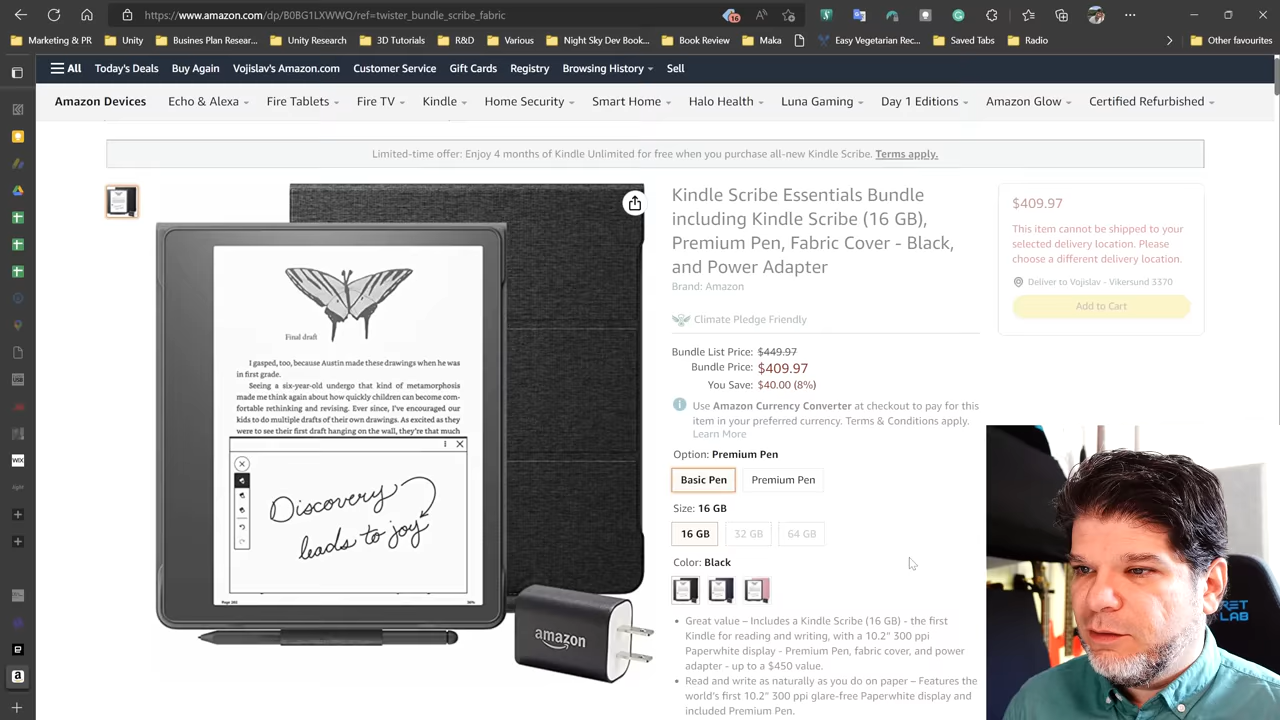 https://www.amazon.com/dp/B0BG1LXWWQ/ref=twister_bundle_scribe_fabric
16
Marketing & PR
Unity
Busines Plan Resear...
Unity Research
3D Tutorials
R&D
Various
Night Sky Dev Book...
Book Review
Maka
Easy Vegetarian Rec...
Saved Tabs
Radio
Other favourites
All
Today's Deals
Buy Again
Vojislav's Amazon.com
Customer Service
Gift Cards
Registry
Browsing History
Sell
Amazon Devices
Echo & Alexa
Fire Tablets
Fire TV
Kindle
Home Security
Smart Home
Halo Health
Luna Gaming
Day 1 Editions
Amazon Glow
Certified Refurbished
Limited-time offer: Enjoy 4 months of Kindle Unlimited for free when you purchase all-new Kindle Scribe. Terms apply.
Final draft
I gasped, too, because Austin made these drawings when he was
in first grade.
Seeing a six-year-old undergo that kind of metamorphosis
made me think again about how quickly children can become com-
fortable rethinking and revising. Ever since, I've encouraged our
kids to do multiple drafts of their own drawings. As excited as they
were to see their first draft hanging on the wall, they're that much
Discovery
leads to joy
amazon
Kindle Scribe Essentials Bundle
including Kindle Scribe (16 GB),
Premium Pen, Fabric Cover - Black,
and Power Adapter
Brand: Amazon
Climate Pledge Friendly
Bundle List Price: $449.97
Bundle Price: $409.97
You Save: $40.00 (8%)
Use Amazon Currency Converter at checkout to pay for this
item in your preferred currency. Terms & Conditions apply.
Learn More
Option: Premium Pen
Basic Pen
Premium Pen
Size: 16 GB
16 GB
32 GB
64 GB
Color: Black
Great value – Includes a Kindle Scribe (16 GB) - the first
Kindle for reading and writing, with a 10.2" 300 ppi
Paperwhite display - Premium Pen, fabric cover, and power
adapter - up to a $450 value.
Read and write as naturally as you do on paper – Features the
world's first 10.2" 300 ppi glare-free Paperwhite display and
included Premium Pen.
$409.97
This item cannot be shipped to your
selected delivery location. Please
choose a different delivery location.
Deliver to Vojislav - Vikersund 3370
Add to Cart
WIX
LAB